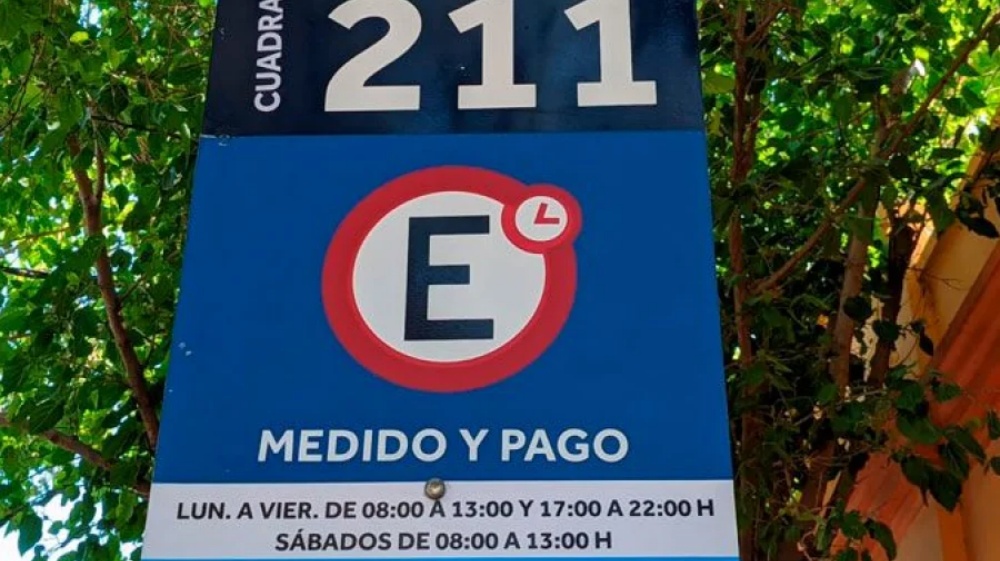 CUADRA
211
E
MEDIDO Y PAGO
LUN. A VIER. DE 08:00 A 13:00 Y 17:00 A 22:00 H
SÁBADOS DE 08:00 A 13:00 H